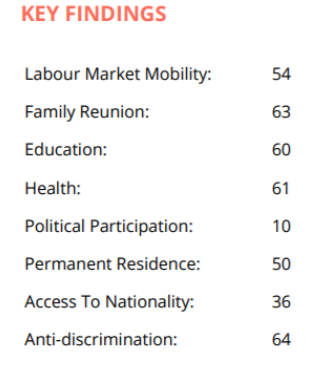 KEY FINDINGS
Labour Market Mobility: 54
Family Reunion: 63
Education: 60
Health: 61
Political Participation: 10
Permanent Residence: 50
Access To Nationality: 36
Anti-discrimination: 64